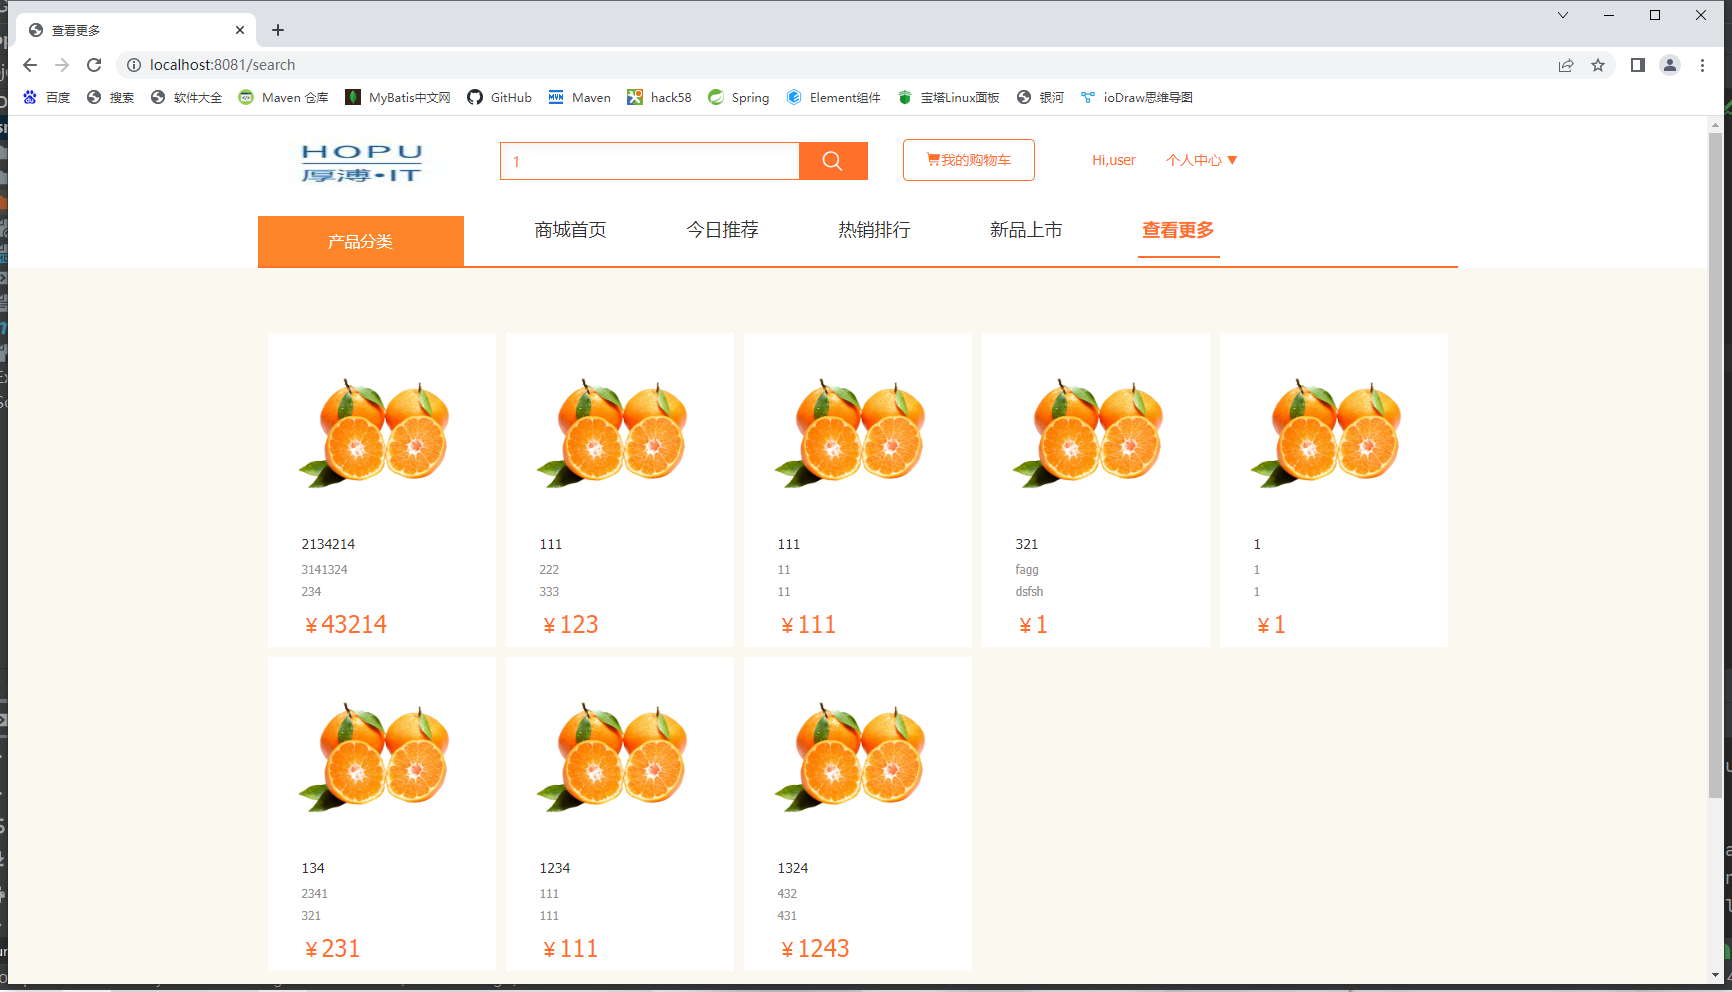 查看更多
localhost:8081/search
百度 搜索 软件大全 Maven 仓库 MyBatis中文网 GitHub Maven hack58 Spring Element组件 宝塔Linux面板 银河 ioDraw思维导图
HOPU
厚溥•IT
1
我的购物车
Hi,user
个人中心 ▼
产品分类
商城首页 今日推荐 热销排行 新品上市 查看更多
2134214
3141324
234
¥43214
111
222
333
¥123
111
11
11
¥111
321
fagg
dsfsh
¥1
1
1
1
¥1
134
2341
321
¥231
1234
111
111
¥111
1324
432
431
¥1243